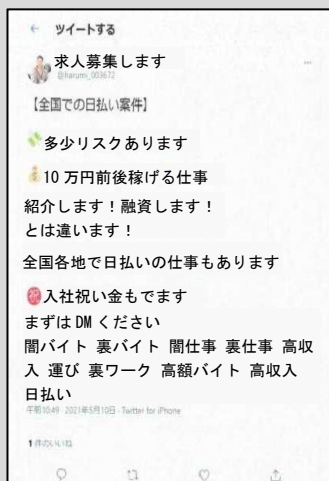 ← ツイートする
求人募集します
@harumi_003672
【全国での日払い案件】
多少リスクあります
10万円前後稼げる仕事
紹介します！融資します！
とは違います！
全国各地で日払いの仕事もあります
㊗入社祝い金もでます
まずはDMください
闇バイト 裏バイト 闇仕事 裏仕事 高収
入 運び 裏ワーク 高額バイト 高収入
日払い
午前10:49・2021年5月10日・Twitter for iPhone
1件のいいね